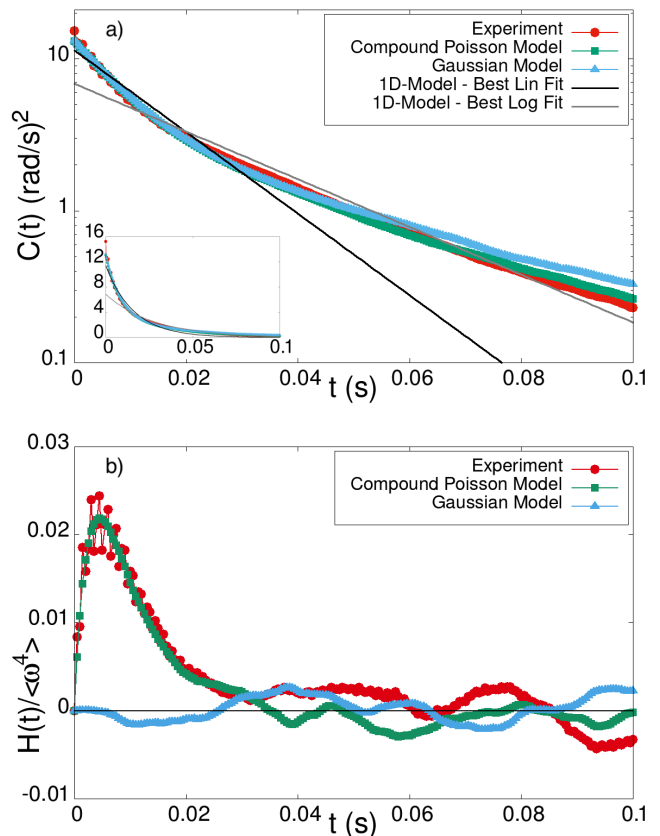 a)
Experiment
Compound Poisson Model
Gaussian Model
1D-Model - Best Lin Fit
1D-Model - Best Log Fit
10
1
0.1
C(t) (rad/s)²
16
12
8
4
0
0 0.05 0.1
0 0.02 0.04 0.06 0.08 0.1
t (s)
b)
Experiment
Compound Poisson Model
Gaussian Model
0.03
0.02
0.01
0
-0.01
H(t)/<ω⁴>
0 0.02 0.04 0.06 0.08 0.1
t (s)